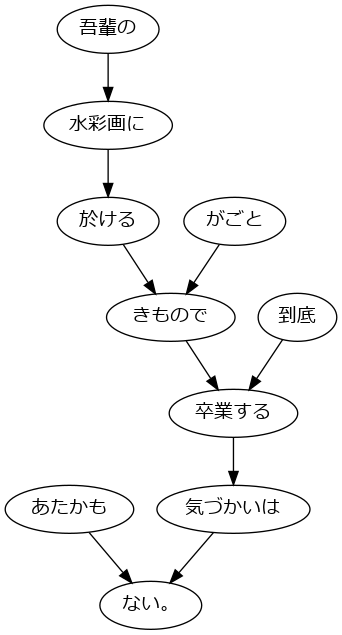 吾輩の
水彩画に
於ける
がごと
きもので
到底
卒業する
あたかも
気づかいは
ない。